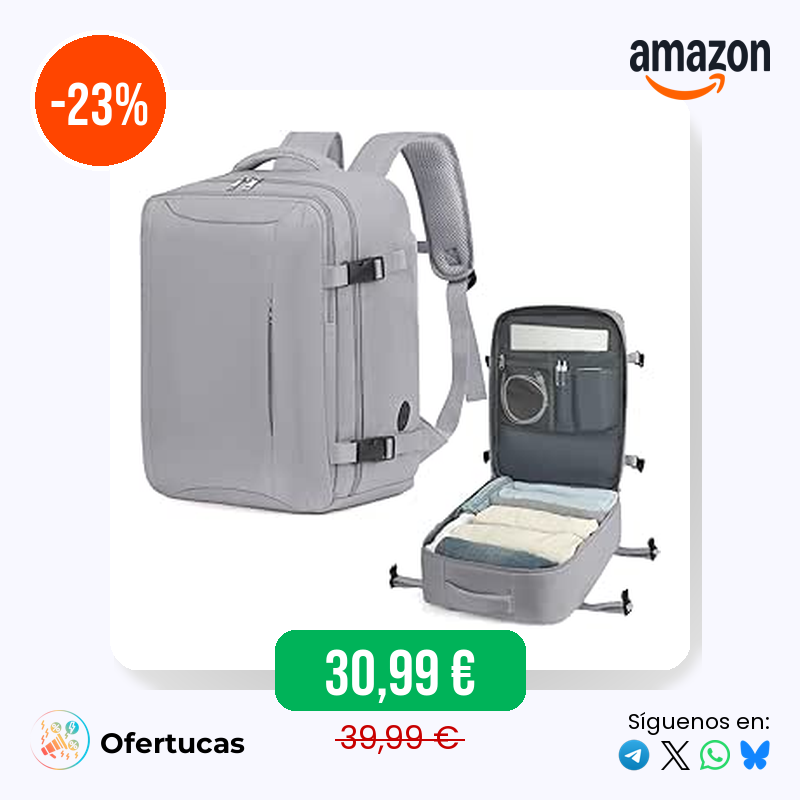 -23%
amazon
30,99 €
39,99 €
Ofertucas
Síguenos en: